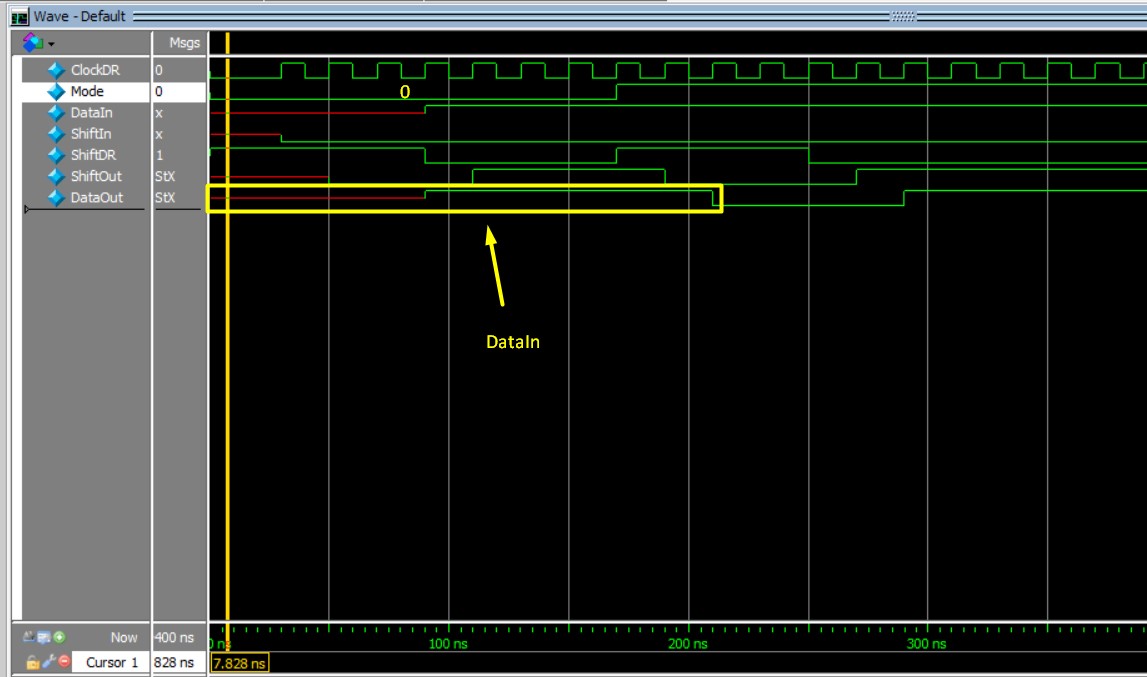 Wave - Default
Msgs
ClockDR 0
Mode 0 0
DataIn x
ShiftIn x
ShiftDR 1
ShiftOut StX
DataOut StX
DataIn
Now 400 ns 0 ns 100 ns 200 ns 300 ns
Cursor 1 828 ns 7.828 ns